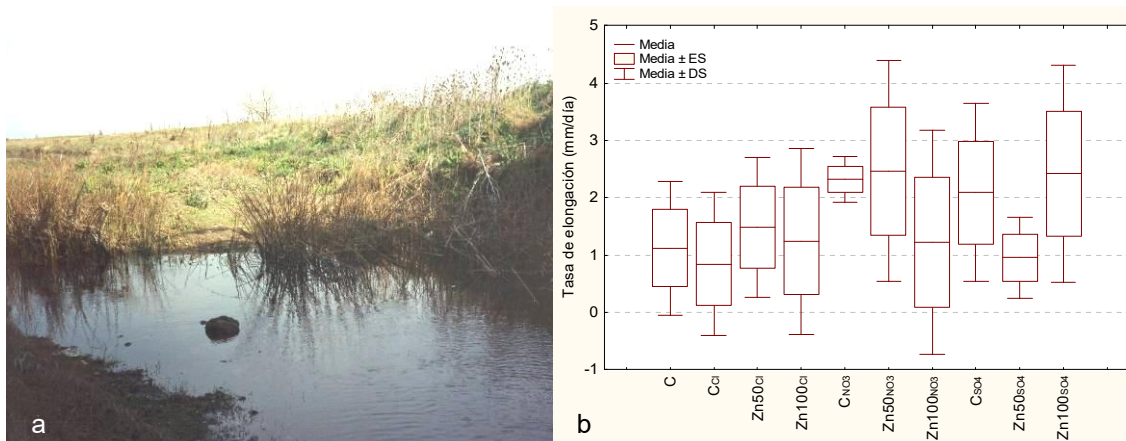 a
b
Tasa de elongación (mm/día)
5
4
3
2
1
0
-1
Media
Media ± ES
Media ± DS
C
CCl
Zn50Cl
Zn100Cl
CNO3
Zn50NO3
Zn100NO3
CSO4
Zn50SO4
Zn100SO4